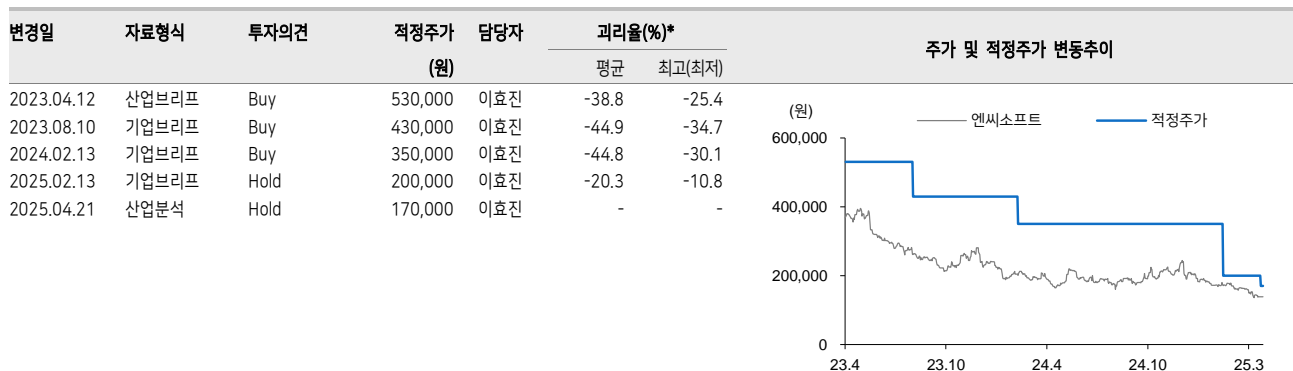 변경일 자료형식 투자의견 적정주가 담당자 괴리율(%)* 주가 및 적정주가 변동추이
(원) 평균 최고(최저)
2023.04.12 산업브리프 Buy 530,000 이효진 -38.8 -25.4
2023.08.10 기업브리프 Buy 430,000 이효진 -44.9 -34.7
2024.02.13 기업브리프 Buy 350,000 이효진 -44.8 -30.1
2025.02.13 기업브리프 Hold 200,000 이효진 -20.3 -10.8
2025.04.21 산업분석 Hold 170,000 이효진 - -
(원) 엔씨소프트 적정주가
600,000
400,000
200,000
0
23.4 23.10 24.4 24.10 25.3